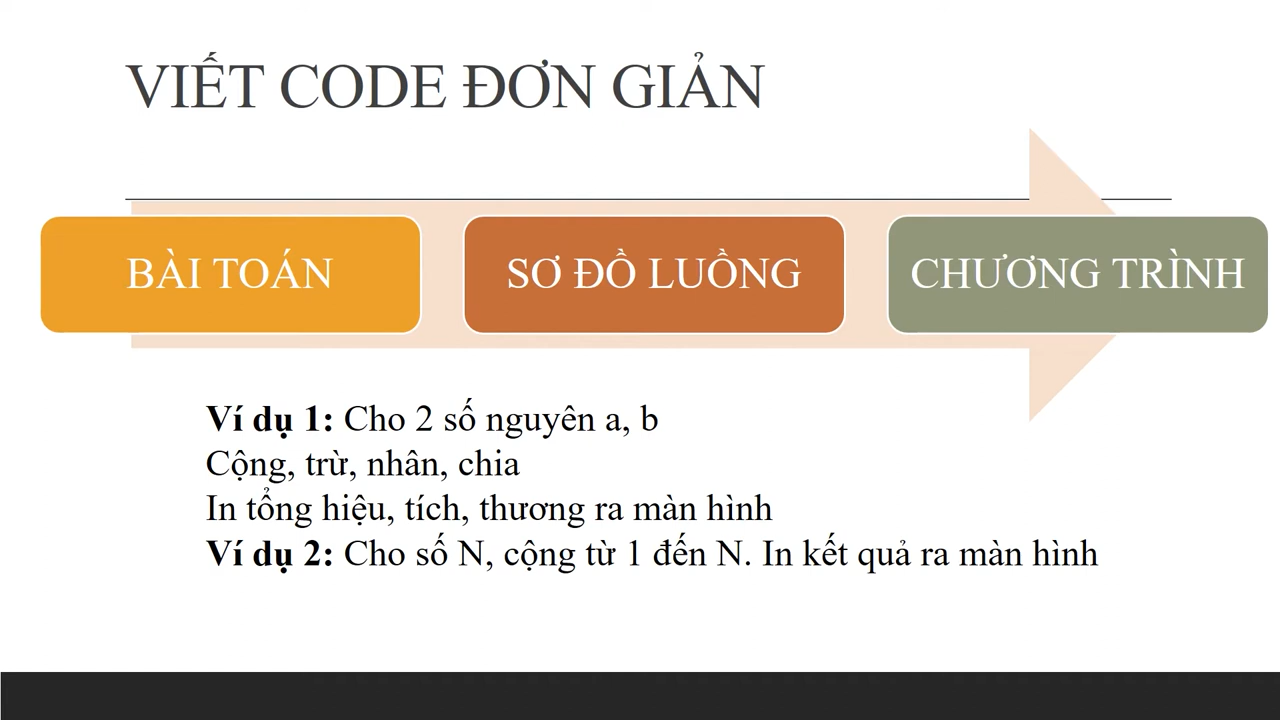 VIẾT CODE ĐƠN GIẢN
BÀI TOÁN
SƠ ĐỒ LUỒNG
CHƯƠNG TRÌNH
Ví dụ 1: Cho 2 số nguyên a, b
Cộng, trừ, nhân, chia
In tổng hiệu, tích, thương ra màn hình
Ví dụ 2: Cho số N, cộng từ 1 đến N. In kết quả ra màn hình